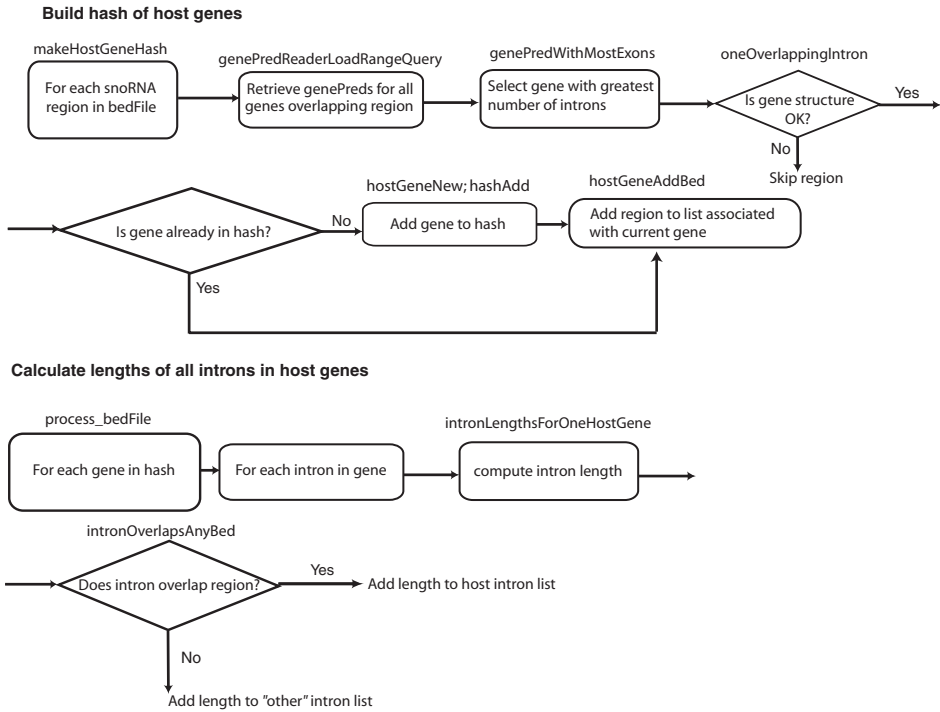 Build hash of host genes
makeHostGeneHash
For each snoRNA
region in bedFile
genePredReaderLoadRangeQuery
Retrieve genePreds for all
genes overlapping region
genePredWithMostExons
Select gene with greatest
number of introns
oneOverlappingIntron
Is gene structure
OK?
Yes
No
Skip region
Is gene already in hash?
No
Yes
hostGeneNew; hashAdd
Add gene to hash
hostGeneAddBed
Add region to list associated
with current gene
Calculate lengths of all introns in host genes
process_bedFile
For each gene in hash
For each intron in gene
intronLengthsForOneHostGene
compute intron length
intronOverlapsAnyBed
Does intron overlap region?
Yes
Add length to host intron list
No
Add length to "other" intron list